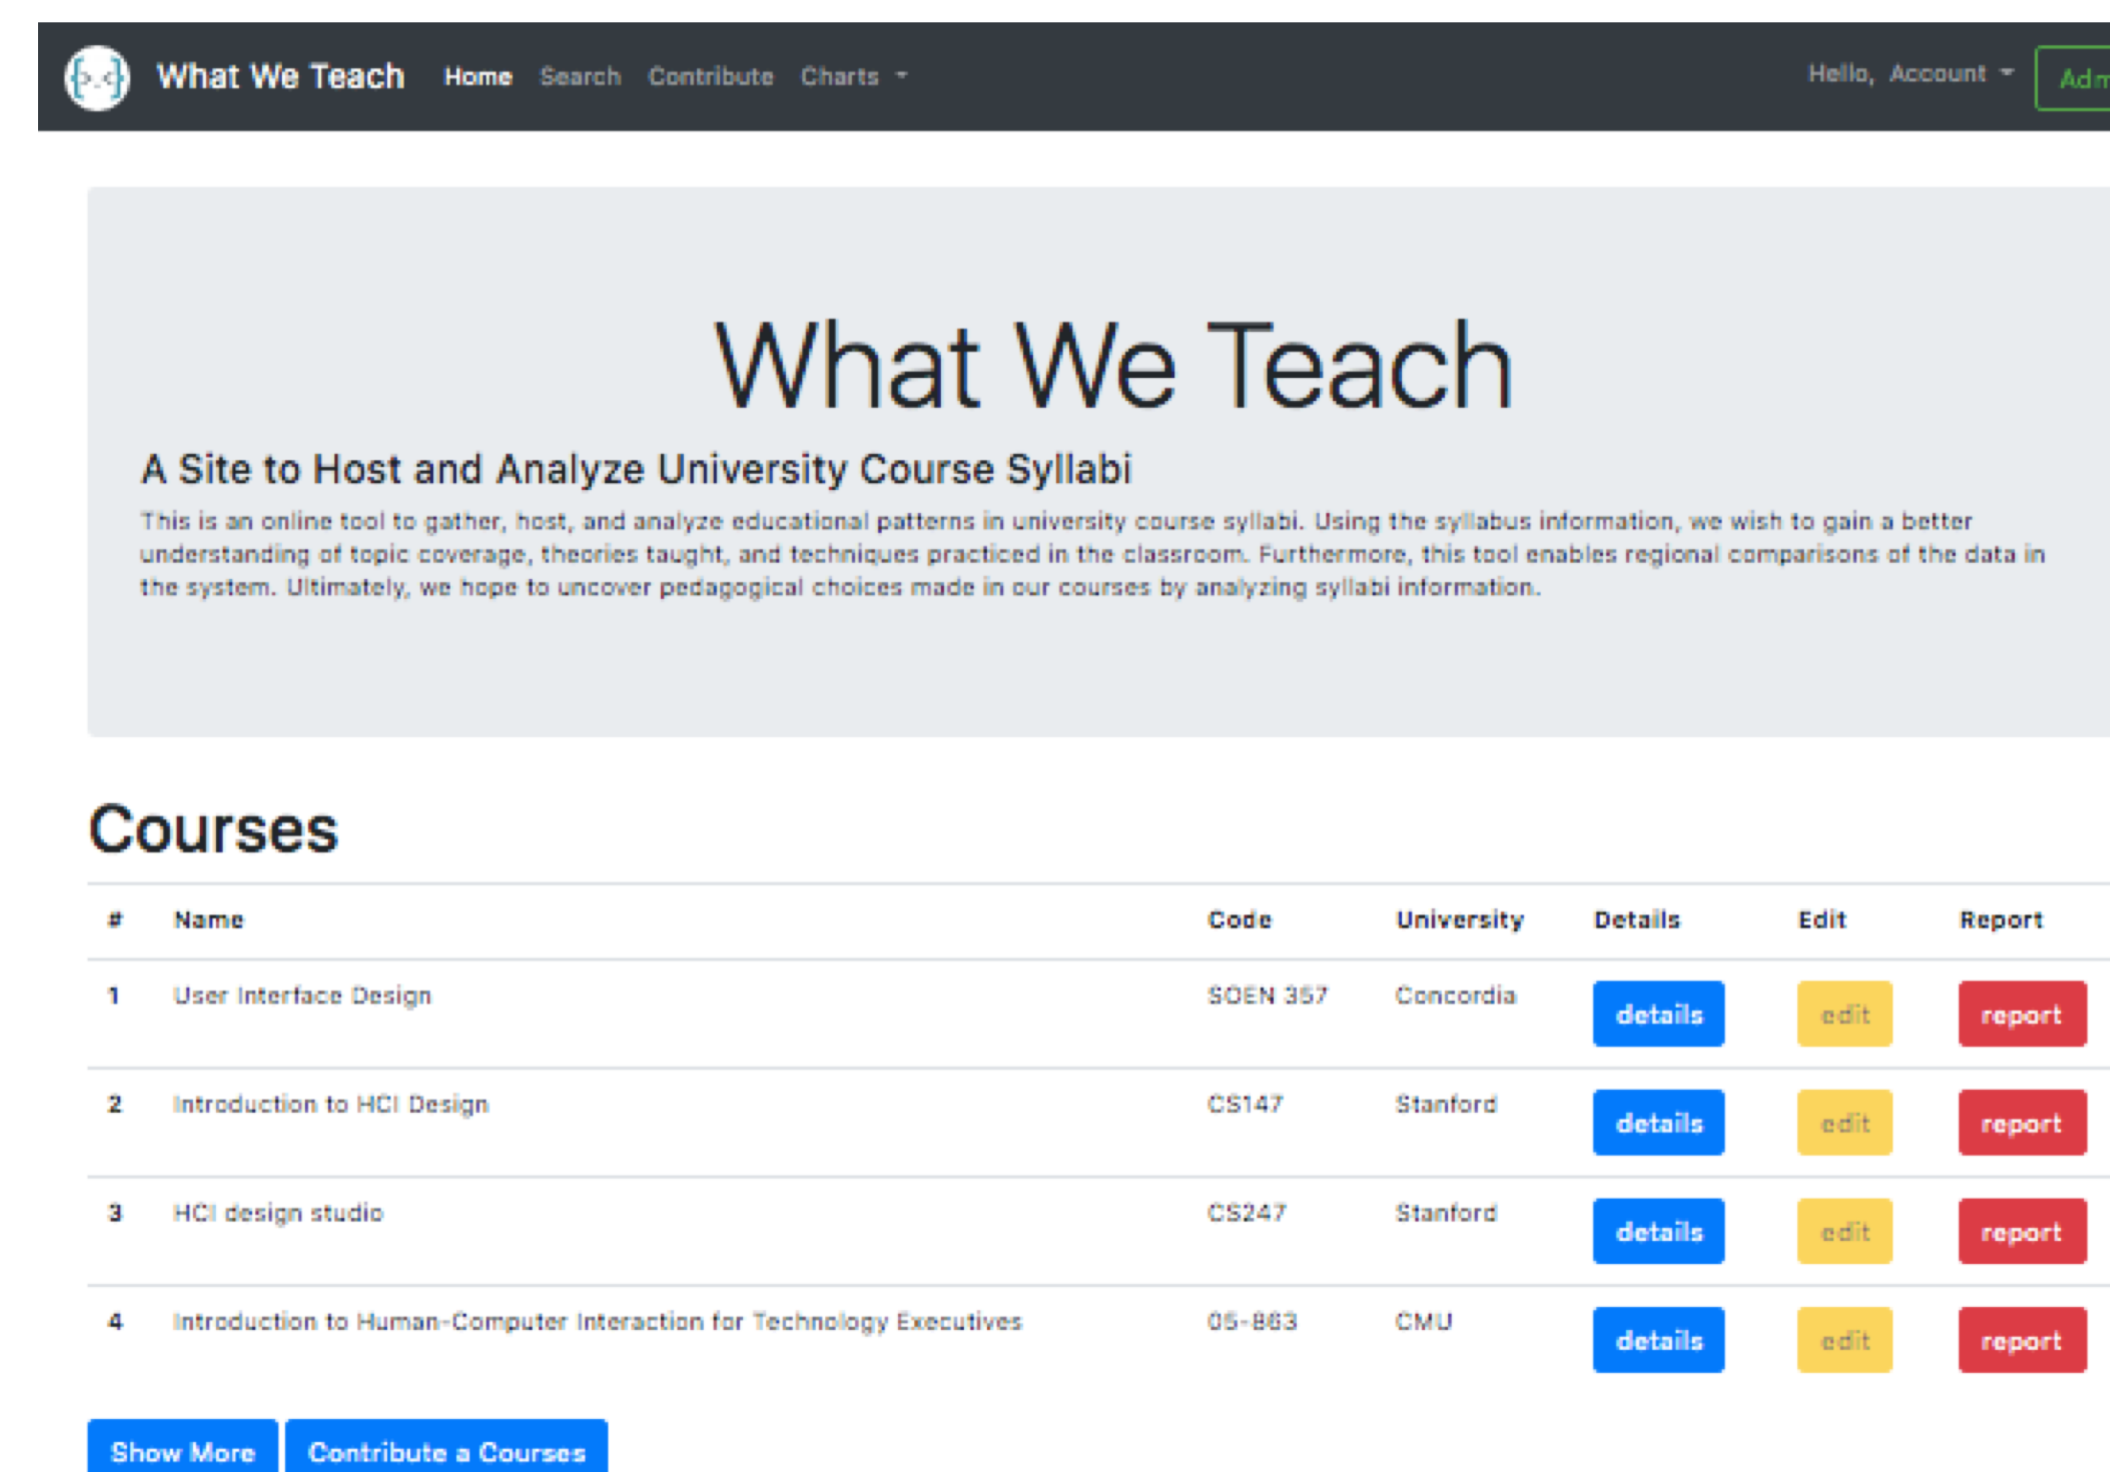 What We Teach Home Search Contribute Charts Hello, Account
What We Teach
A Site to Host and Analyze University Course Syllabi
This is an online tool to gather, host, and analyze educational patterns in university course syllabi. Using the syllabus information, we wish to gain a better
understanding of topic coverage, theories taught, and techniques practiced in the classroom. Furthermore, this tool enables regional comparisons of the data in
the system. Ultimately, we hope to uncover pedagogical choices made in our courses by analyzing syllabi information.
Courses
# Name Code University Details Edit Report
1 User Interface Design SOEN 357 Concordia details edit report
2 Introduction to HCI Design CS147 Stanford details edit report
3 HCI design studio CS247 Stanford details edit report
4 Introduction to Human-Computer Interaction for Technology Executives 05-863 CMU details edit report
Show More Contribute a Courses